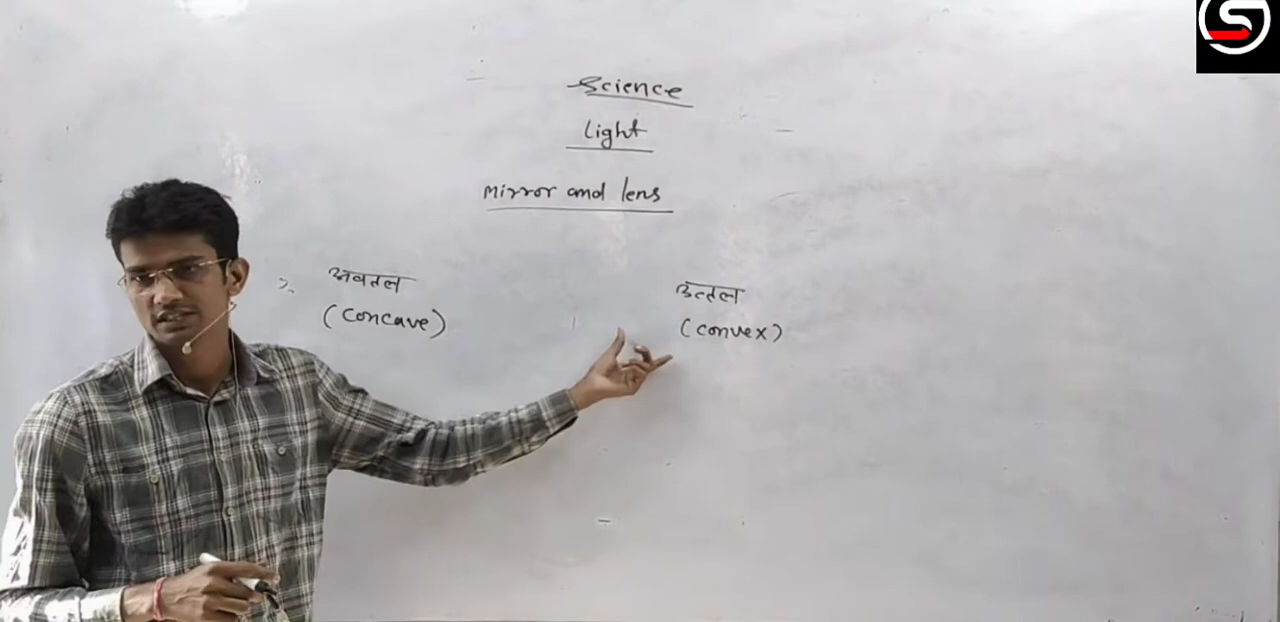 Science
Light
Mirror and lens
अवतल
(Concave)
उत्तल
(Convex)
S